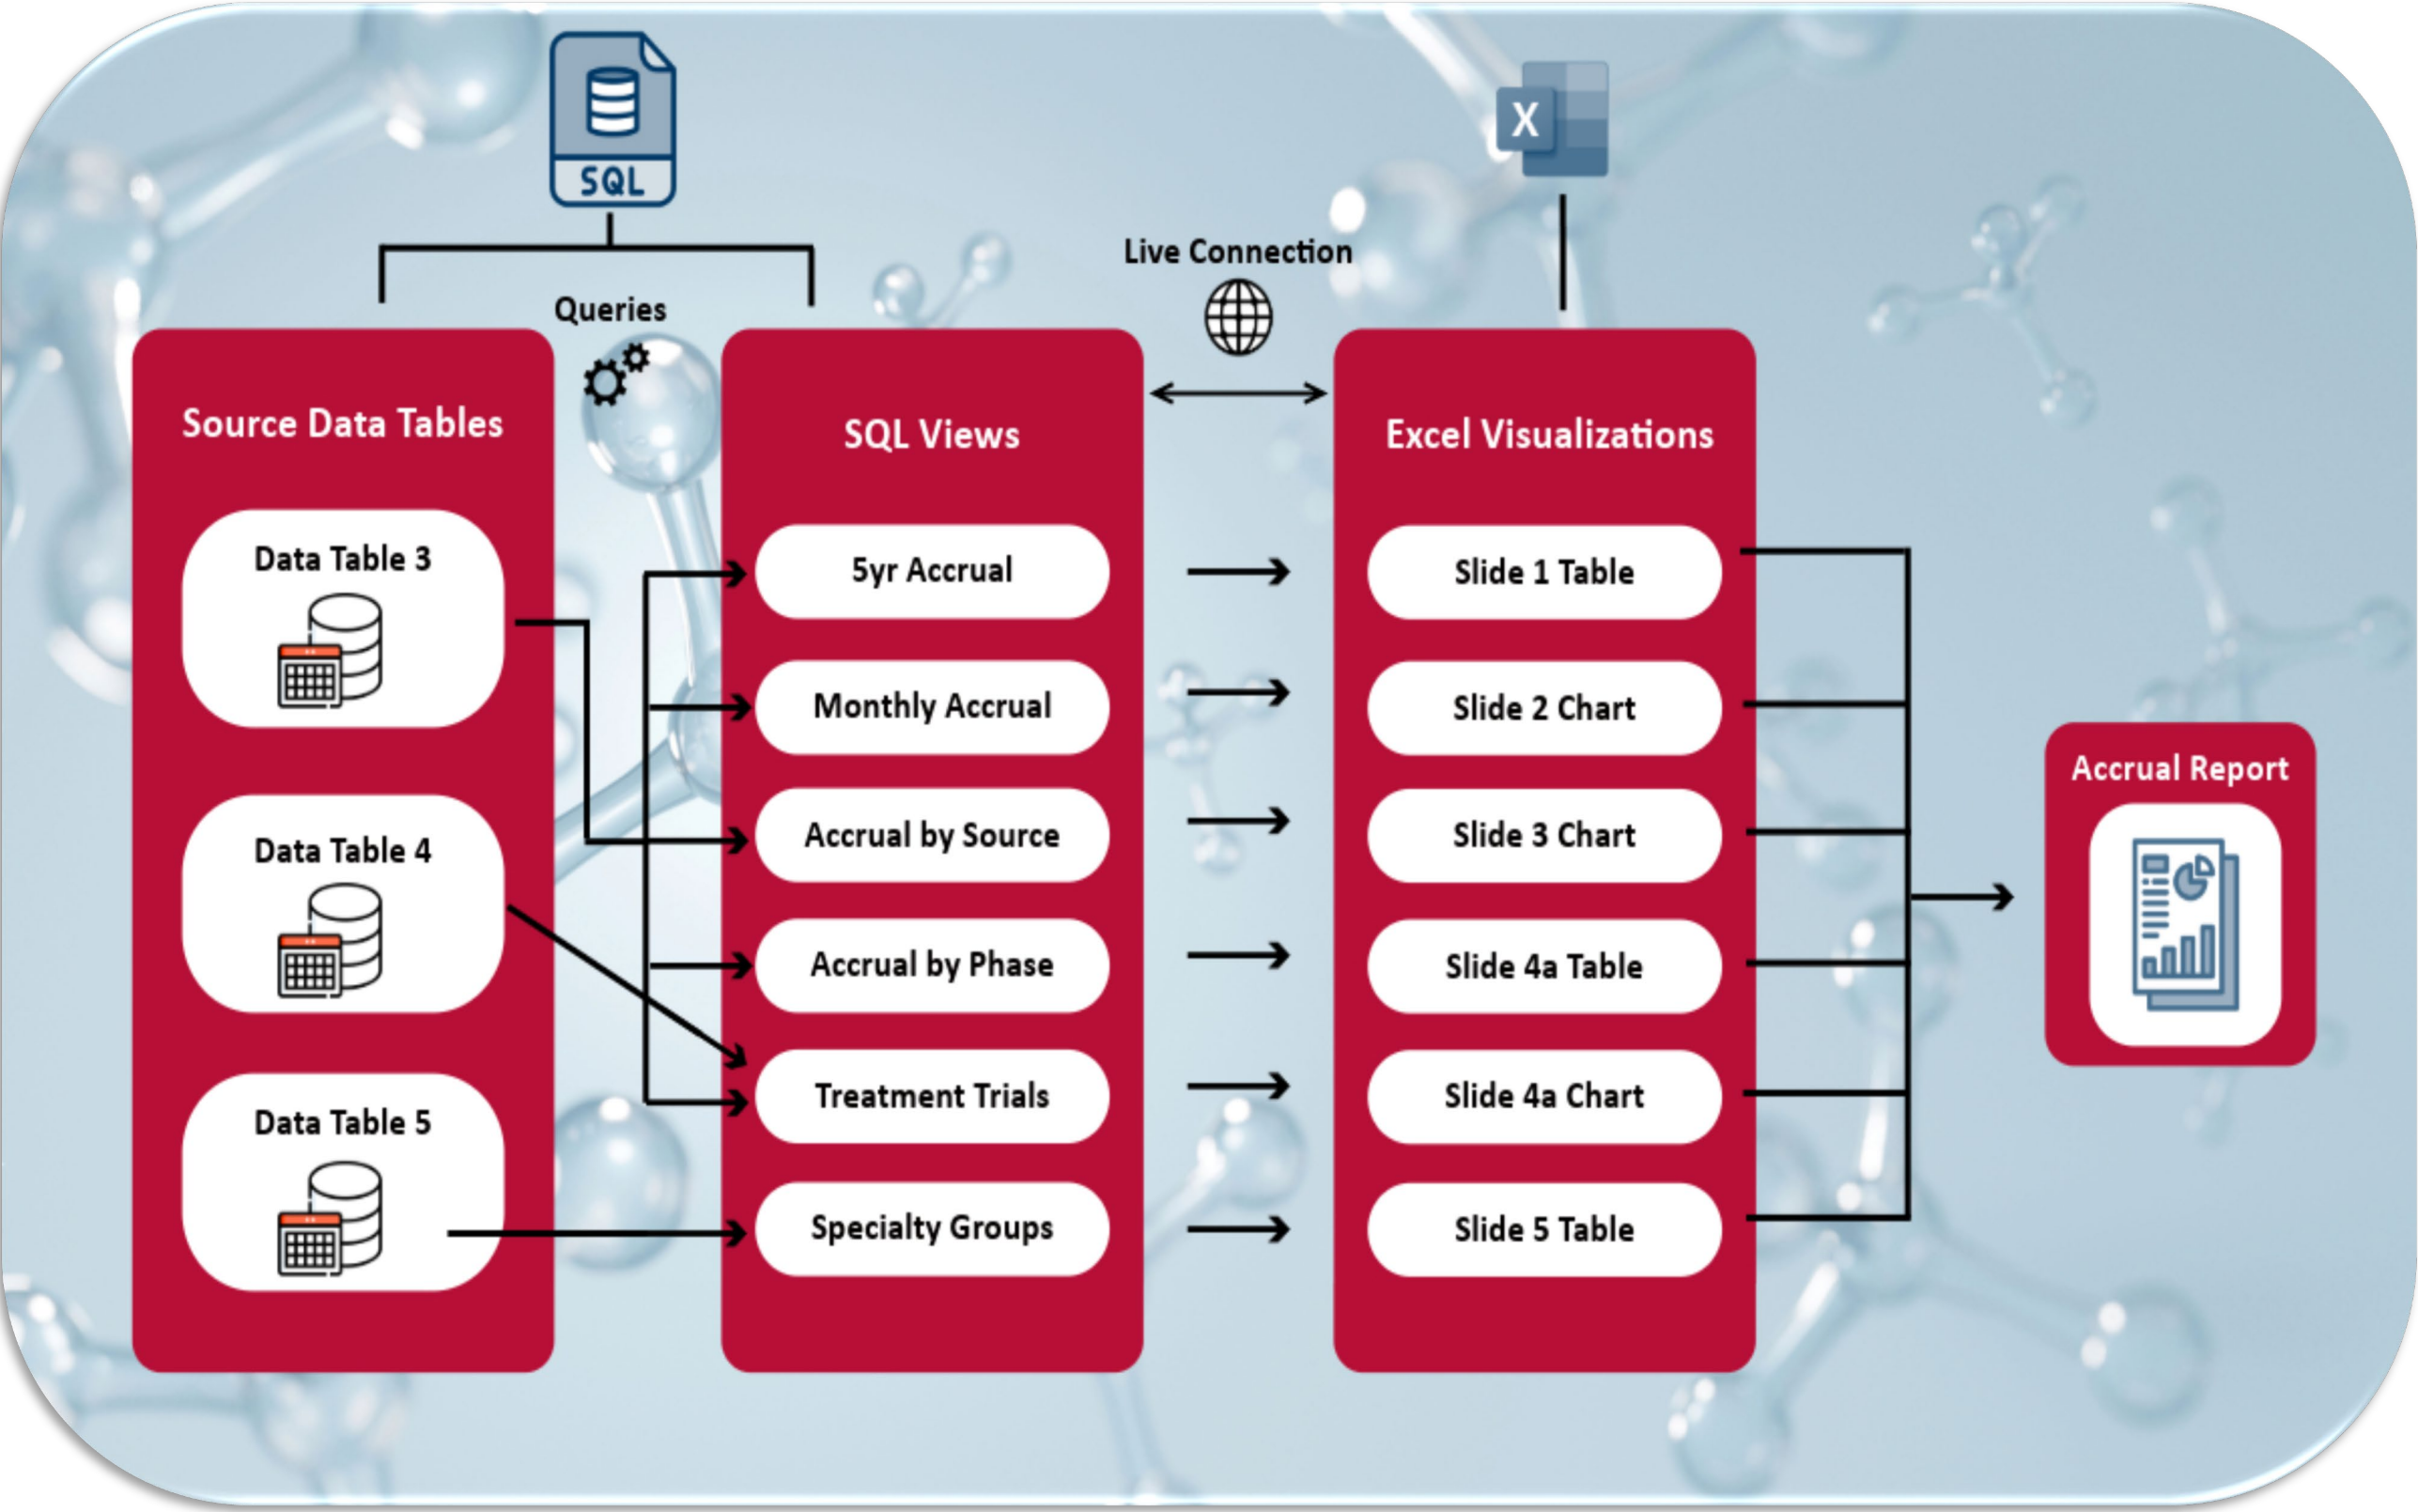 SQL
X
Queries
Live Connection
Source Data Tables
Data Table 3
Data Table 4
Data Table 5
SQL Views
5yr Accrual
Monthly Accrual
Accrual by Source
Accrual by Phase
Treatment Trials
Specialty Groups
Excel Visualizations
Slide 1 Table
Slide 2 Chart
Slide 3 Chart
Slide 4a Table
Slide 4a Chart
Slide 5 Table
Accrual Report